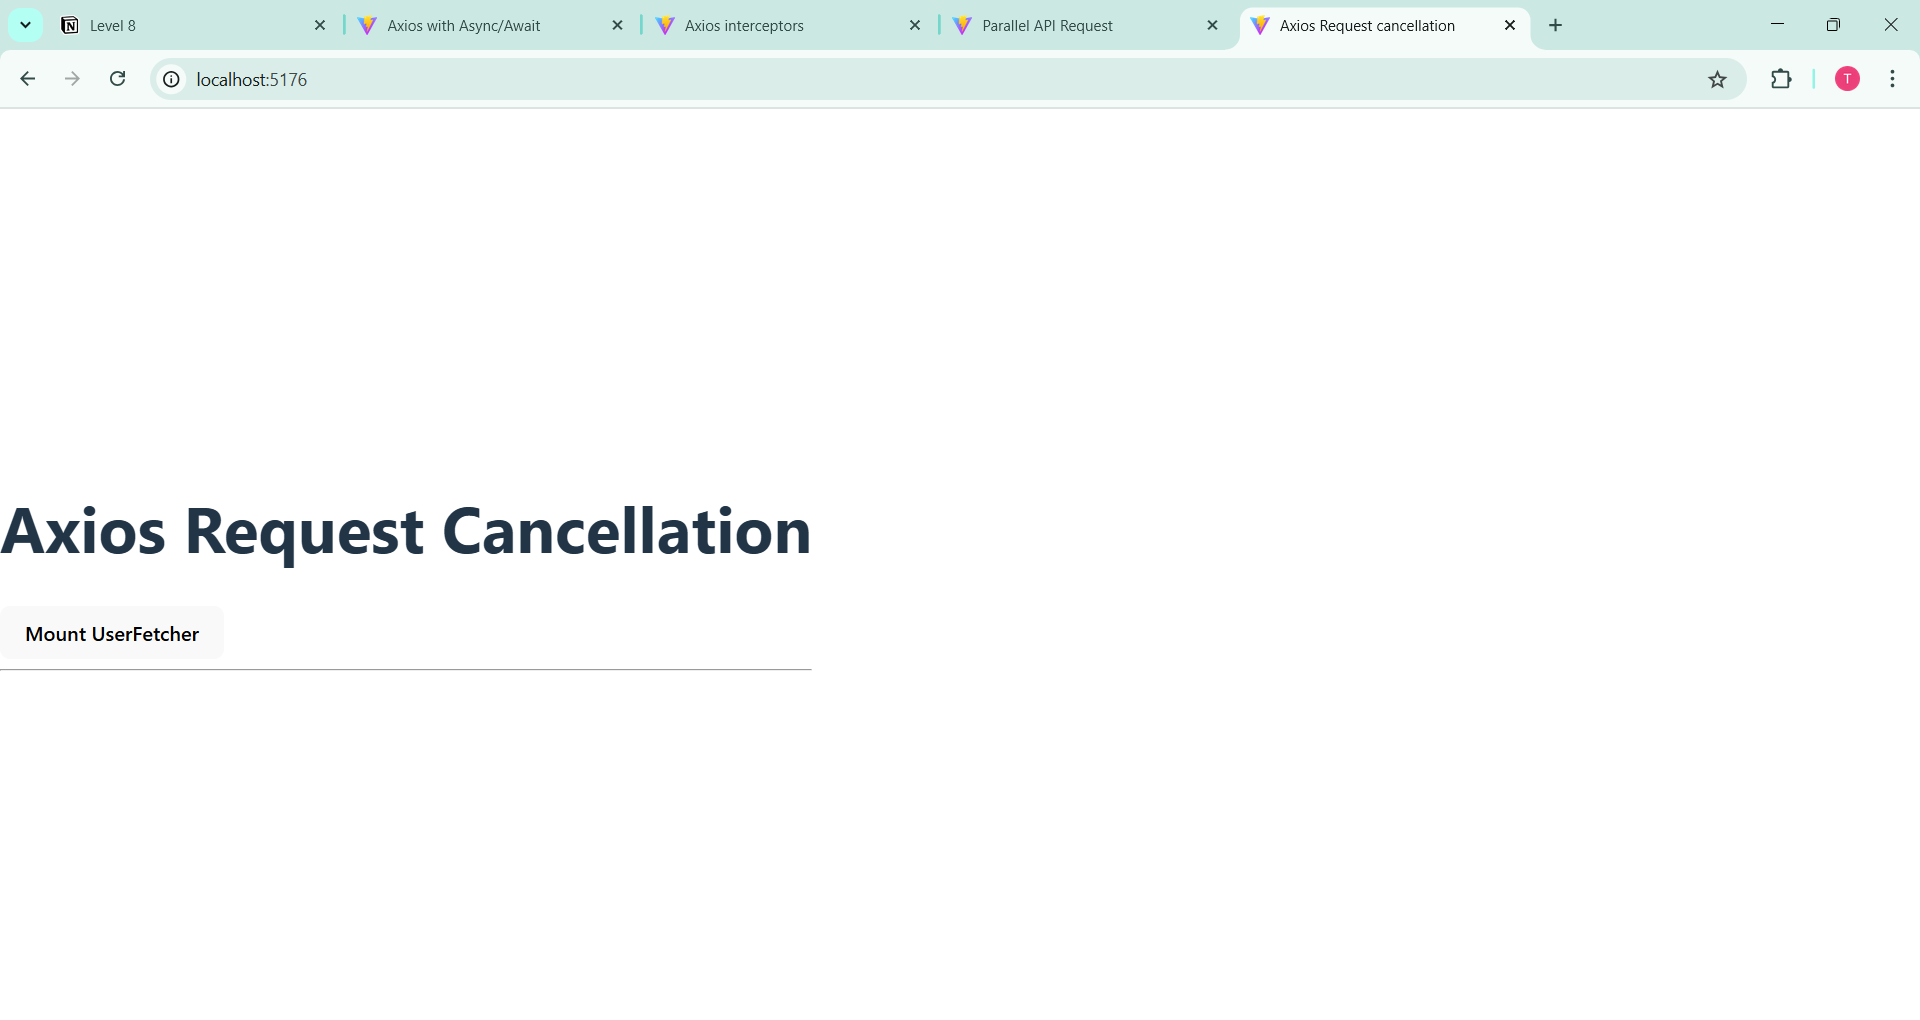 Level 8
Axios with Async/Await
Axios interceptors
Parallel API Request
Axios Request cancellation
localhost:5176
T
Axios Request Cancellation
Mount UserFetcher